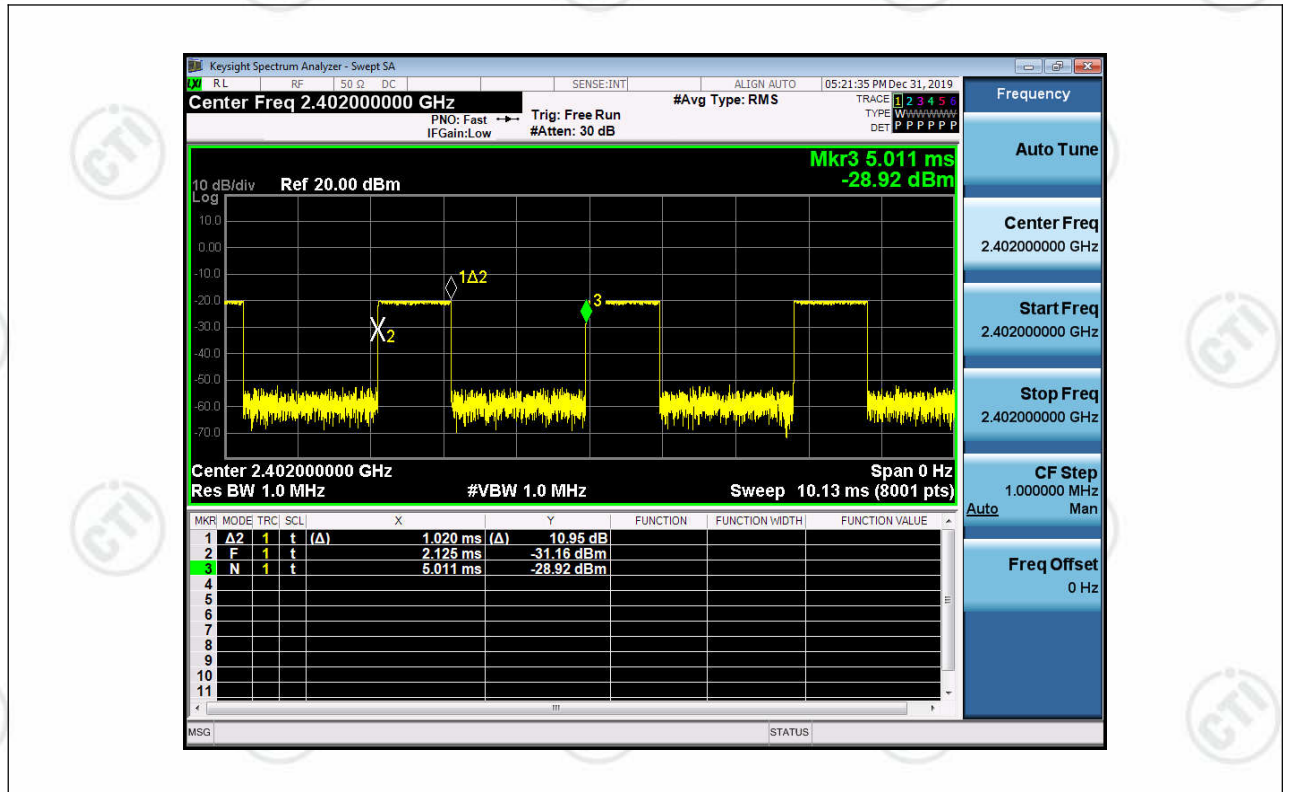 Keysight Spectrum Analyzer - Swept SA
LXI RL RF 50 Ω DC SENSE:INT ALIGN AUTO 05:21:35 PM Dec 31, 2019
Center Freq 2.402000000 GHz #Avg Type: RMS TRACE 1 2 3 4 5 6
PNO: Fast Trig: Free Run TYPE WWWWWW
IFGain:Low #Atten: 30 dB DET P P P P P P
Mkr3 5.011 ms
-28.92 dBm
10 dB/div Ref 20.00 dBm
Log
10.0
0.00
-10.0
1Δ2
-20.0
3
-30.0
2
-40.0
-50.0
-60.0
-70.0
Center 2.402000000 GHz Span 0 Hz
Res BW 1.0 MHz #VBW 1.0 MHz Sweep 10.13 ms (8001 pts)
MKR MODE TRC SCL X Y FUNCTION FUNCTION WIDTH FUNCTION VALUE
1 Δ2 1 t (Δ) 1.020 ms (Δ) 10.95 dB
2 F 1 t 2.125 ms -31.16 dBm
3 N 1 t 5.011 ms -28.92 dBm
4
5
6
7
8
9
10
11
MSG STATUS
Frequency
Auto Tune
Center Freq
2.402000000 GHz
Start Freq
2.402000000 GHz
Stop Freq
2.402000000 GHz
CF Step
1.000000 MHz
Auto Man
Freq Offset
0 Hz
CTI
CTI
CTI
CTI
CTI
CTI